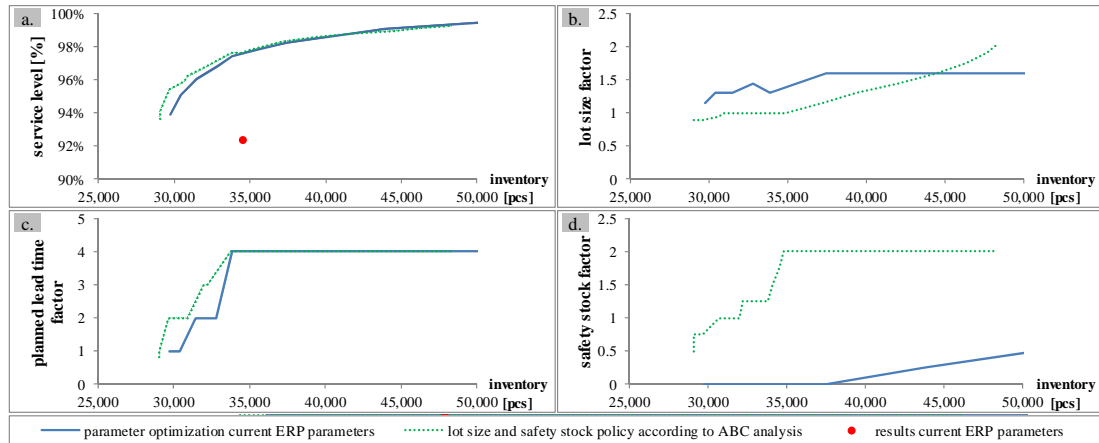 a.
service level [%]
100%
98%
96%
94%
92%
90%
25,000 30,000 35,000 40,000 45,000 50,000
inventory
[pcs]
b.
lot size factor
2.5
2
1.5
1
0.5
0
25,000 30,000 35,000 40,000 45,000 50,000
inventory
[pcs]
c.
planned lead time
factor
5
4
3
2
1
0
25,000 30,000 35,000 40,000 45,000 50,000
inventory
[pcs]
d.
safety stock factor
2.5
2
1.5
1
0.5
0
25,000 30,000 35,000 40,000 45,000 50,000
inventory
[pcs]
parameter optimization current ERP parameters
lot size and safety stock policy according to ABC analysis
results current ERP parameters